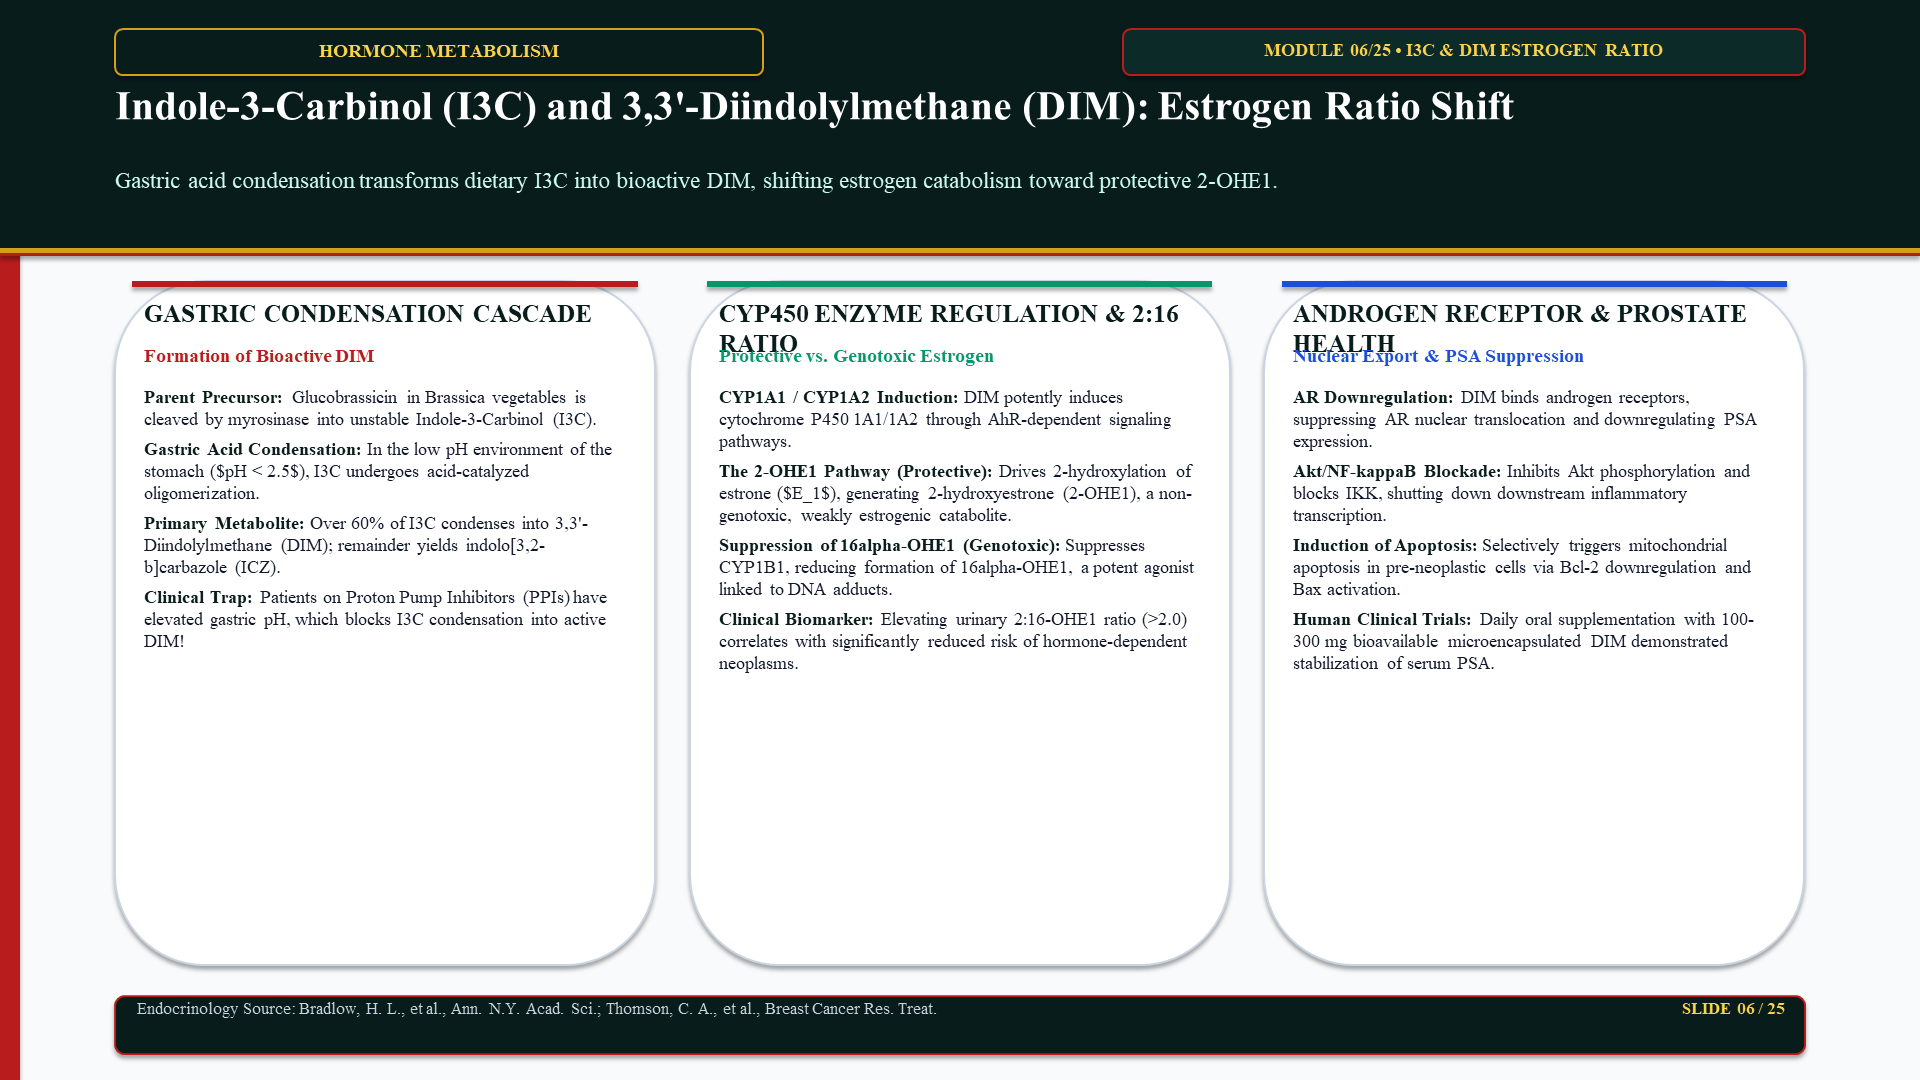 HORMONE METABOLISM
MODULE 06/25 • I3C & DIM ESTROGEN RATIO
Indole-3-Carbinol (I3C) and 3,3'-Diindolylmethane (DIM): Estrogen Ratio Shift
Gastric acid condensation transforms dietary I3C into bioactive DIM, shifting estrogen catabolism toward protective 2-OHE1.
GASTRIC CONDENSATION CASCADE
Formation of Bioactive DIM
Parent Precursor: Glucobrassicin in Brassica vegetables is
cleaved by myrosinase into unstable Indole-3-Carbinol (I3C).
Gastric Acid Condensation: In the low pH environment of the
stomach ($pH < 2.5$), I3C undergoes acid-catalyzed
oligomerization.
Primary Metabolite: Over 60% of I3C condenses into 3,3'-
Diindolylmethane (DIM); remainder yields indolo[3,2-
b]carbazole (ICZ).
Clinical Trap: Patients on Proton Pump Inhibitors (PPIs) have
elevated gastric pH, which blocks I3C condensation into active
DIM!
CYP450 ENZYME REGULATION & 2:16
RATIO
Protective vs. Genotoxic Estrogen
CYP1A1 / CYP1A2 Induction: DIM potently induces
cytochrome P450 1A1/1A2 through AhR-dependent signaling
pathways.
The 2-OHE1 Pathway (Protective): Drives 2-hydroxylation of
estrone ($E_1$), generating 2-hydroxyestrone (2-OHE1), a non-
genotoxic, weakly estrogenic catabolite.
Suppression of 16alpha-OHE1 (Genotoxic): Suppresses
CYP1B1, reducing formation of 16alpha-OHE1, a potent agonist
linked to DNA adducts.
Clinical Biomarker: Elevating urinary 2:16-OHE1 ratio (>2.0)
correlates with significantly reduced risk of hormone-dependent
neoplasms.
ANDROGEN RECEPTOR & PROSTATE
HEALTH
Nuclear Export & PSA Suppression
AR Downregulation: DIM binds androgen receptors,
suppressing AR nuclear translocation and downregulating PSA
expression.
Akt/NF-kappaB Blockade: Inhibits Akt phosphorylation and
blocks IKK, shutting down downstream inflammatory
transcription.
Induction of Apoptosis: Selectively triggers mitochondrial
apoptosis in pre-neoplastic cells via Bcl-2 downregulation and
Bax activation.
Human Clinical Trials: Daily oral supplementation with 100-
300 mg bioavailable microencapsulated DIM demonstrated
stabilization of serum PSA.
Endocrinology Source: Bradlow, H. L., et al., Ann. N.Y. Acad. Sci.; Thomson, C. A., et al., Breast Cancer Res. Treat.
SLIDE 06 / 25